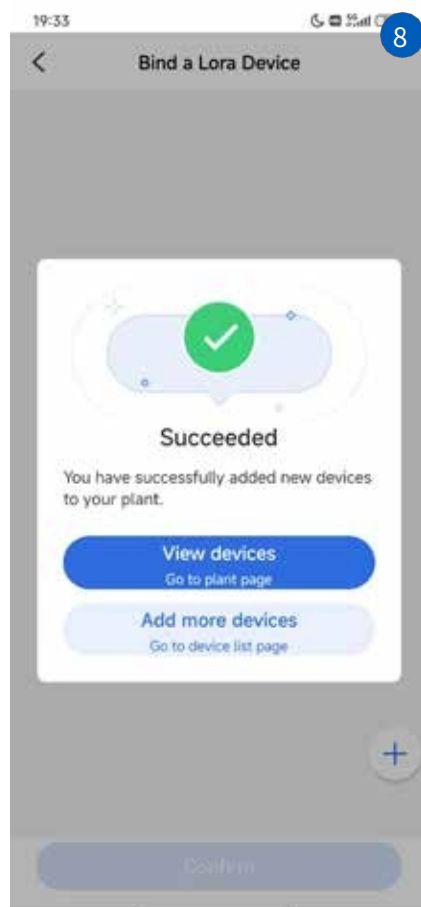 19:33
8
Bind a Lora Device
Succeeded
You have successfully added new devices
to your plant.
View devices
Go to plant page
Add more devices
Go to device list page
Confirm